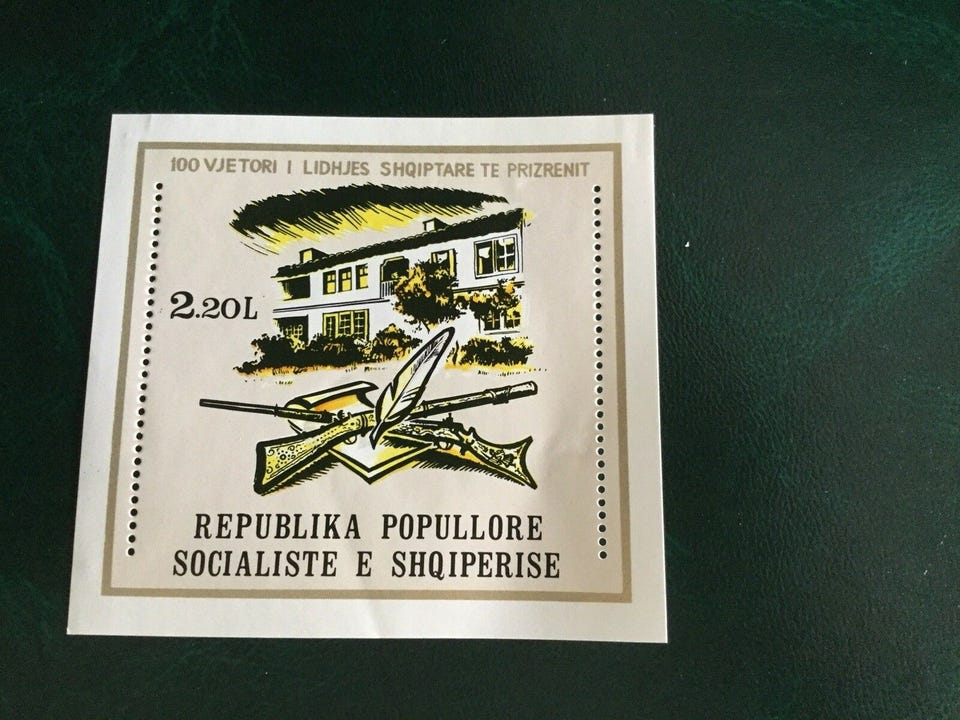 100 VJETORI I LIDHJES SHQIPTARE TE PRIZRENIT
2.20L
REPUBLIKA POPULLORE
SOCIALISTE E SHQIPERISE